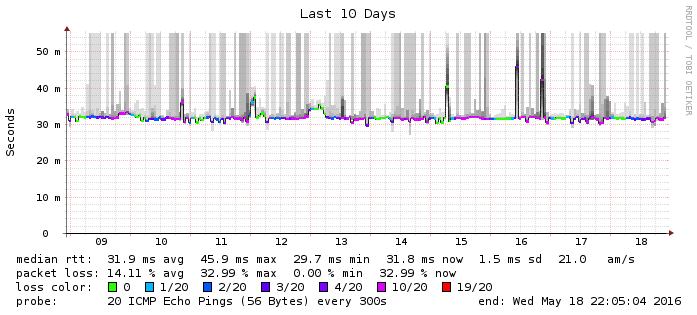 Last 10 Days
RRDTOOL / TOBI OETIKER
Seconds
50 m
40 m
30 m
20 m
10 m
0
09 10 11 12 13 14 15 16 17 18
median rtt: 31.9 ms avg 45.9 ms max 29.7 ms min 31.8 ms now 1.5 ms sd 21.0 am/s
packet loss: 14.11 % avg 32.99 % max 0.00 % min 32.99 % now
loss color: 0 1/20 2/20 3/20 4/20 10/20 19/20
probe: 20 ICMP Echo Pings (56 Bytes) every 300s end: Wed May 18 22:05:04 2016